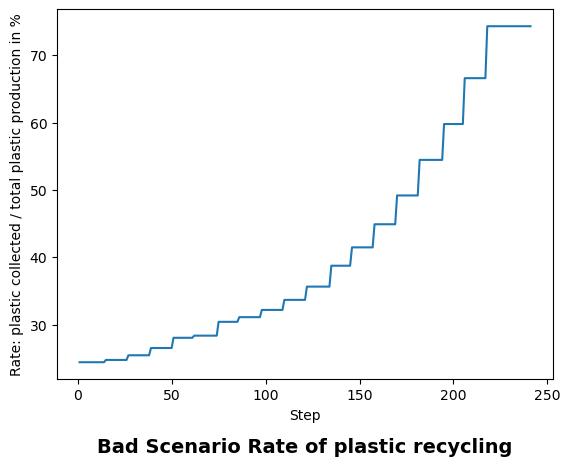 Rate: plastic collected / total plastic production in %
70
60
50
40
30
0 50 100 150 200 250
Step
Bad Scenario Rate of plastic recycling